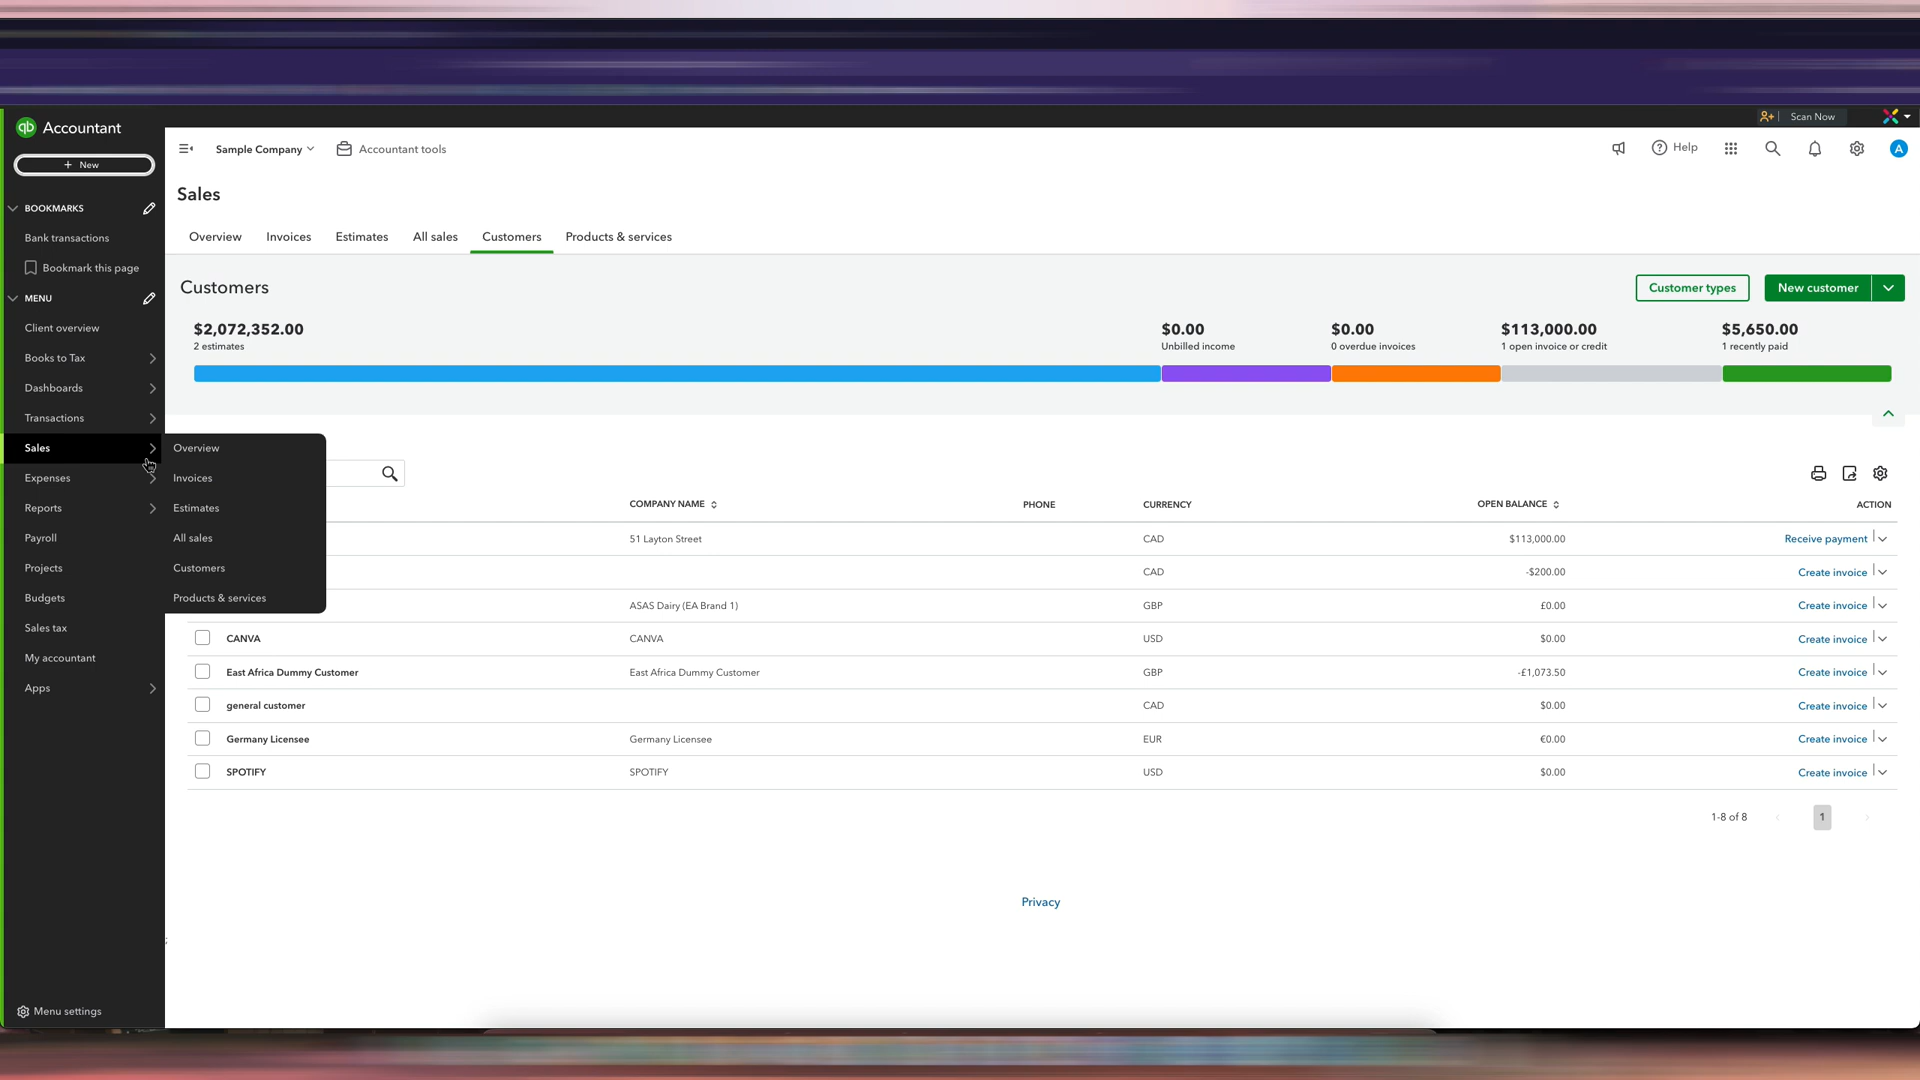 qb Accountant
+ New
BOOKMARKS
Bank transactions
Bookmark this page
MENU
Client overview
Books to Tax
Dashboards
Transactions
Sales
Expenses
Reports
Payroll
Projects
Budgets
Sales tax
My accountant
Apps
Menu settings
Overview
Invoices
Estimates
All sales
Customers
Products & services
Scan Now
Sample Company
Accountant tools
Help
A
Sales
Overview Invoices Estimates All sales Customers Products & services
Customers
Customer types
New customer
$2,072,352.00 $0.00 $0.00 $113,000.00 $5,650.00
2 estimates Unbilled income 0 overdue invoices 1 open invoice or credit 1 recently paid
COMPANY NAME PHONE CURRENCY OPEN BALANCE ACTION
51 Layton Street CAD $113,000.00 Receive payment
CAD -$200.00 Create invoice
ASAS Dairy (EA Brand 1) GBP £0.00 Create invoice
CANVA CANVA USD $0.00 Create invoice
East Africa Dummy Customer East Africa Dummy Customer GBP -£1,073.50 Create invoice
general customer CAD $0.00 Create invoice
Germany Licensee Germany Licensee EUR €0.00 Create invoice
SPOTIFY SPOTIFY USD $0.00 Create invoice
1-8 of 8 1
Privacy